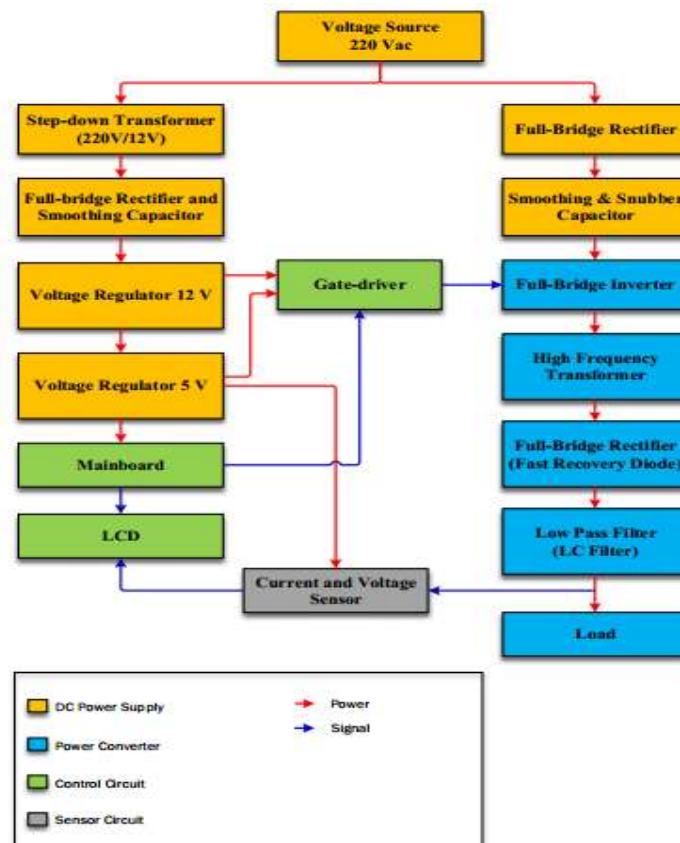 Voltage Source
220 Vac
Step-down Transformer
(220V/12V)
Full-Bridge Rectifier
Full-bridge Rectifier and
Smoothing Capacitor
Smoothing & Snubber
Capacitor
Voltage Regulator 12 V
Gate-driver
Full-Bridge Inverter
Voltage Regulator 5 V
High Frequency
Transformer
Mainboard
Full-Bridge Rectifier
(Fast Recovery Diode)
LCD
Low Pass Filter
(LC Filter)
Current and Voltage
Sensor
Load
DC Power Supply
Power
Signal
Power Converter
Control Circuit
Sensor Circuit